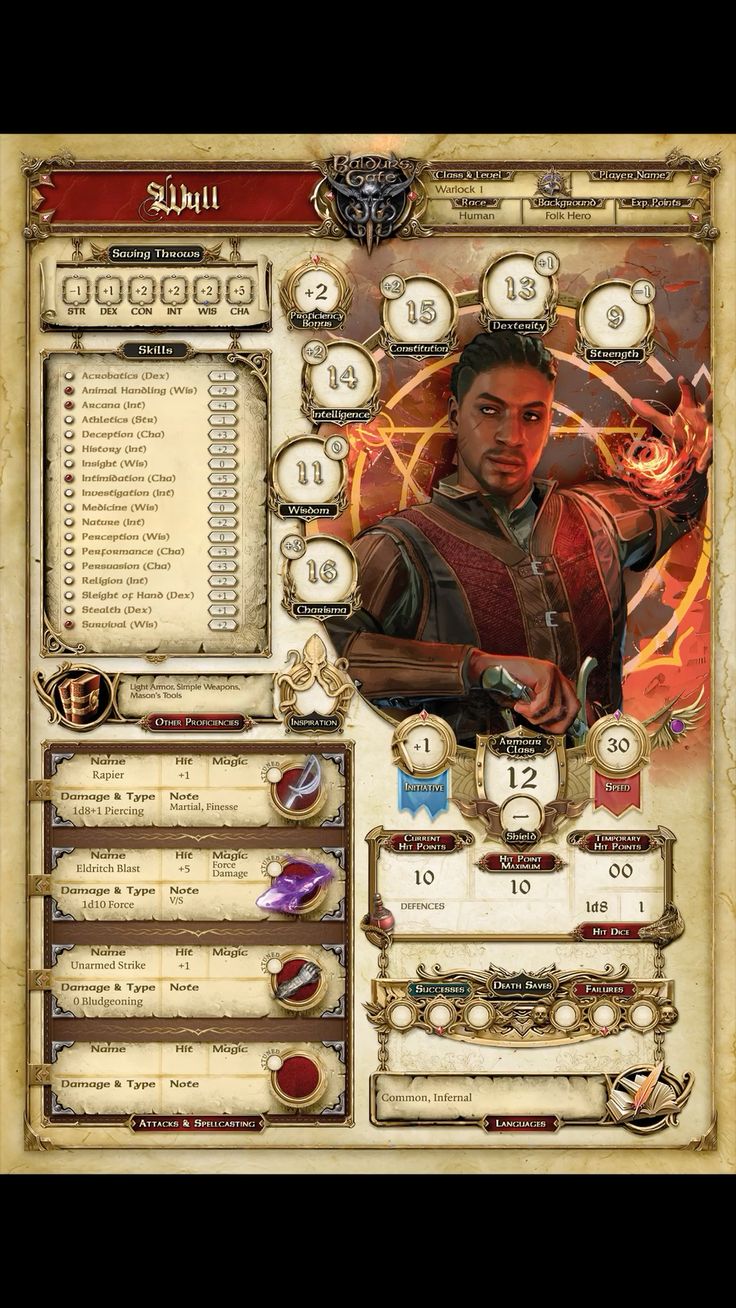 Wyll
Baldur's Gate
Class & Level
Player Name
Warlock 1
Race
Background
Exp. Points
Human
Folk Hero
Saving Throws
-1 +1 +2 +2 +2 +5
STR DEX CON INT WIS CHA
+2
Proficiency Bonus
+2
15
Constitution
+1
13
Dexterity
-1
9
Strength
+2
14
Intelligence
0
11
Wisdom
+3
16
Charisma
Skills
Acrobatics (Dex) +1
Animal Handling (Wis) +2
Arcana (Int) +4
Athletics (Str) -1
Deception (Cha) +3
History (Int) +2
Insight (Wis) 0
Intimidation (Cha) +5
Investigation (Int) +2
Medicine (Wis) 0
Nature (Int) +2
Perception (Wis) 0
Performance (Cha) +3
Persuasion (Cha) +3
Religion (Int) +2
Sleight of Hand (Dex) +1
Stealth (Dex) +1
Survival (Wis) +2
Light Armor, Simple Weapons,
Mason's Tools
Other Proficiencies
Inspiration
Name Hit Magic
Rapier +1
Attuned
Damage & Type Note
1d8+1 Piercing Martial, Finesse
Name Hit Magic
Eldritch Blast +5 Force
Damage
Attuned
Damage & Type Note
1d10 Force V/S
Name Hit Magic
Unarmed Strike +1
Attuned
Damage & Type Note
0 Bludgeoning
Name Hit Magic
Attuned
Damage & Type Note
Attacks & Spellcasting
+1
Initiative
Armour
Class
12
—
Shield
30
Speed
Current
Hit Points
10
DEFENCES
Hit Point
Maximum
10
Temporary
Hit Points
00
1d8 1
Hit Dice
Successes
Death Saves
Failures
Common, Infernal
Languages